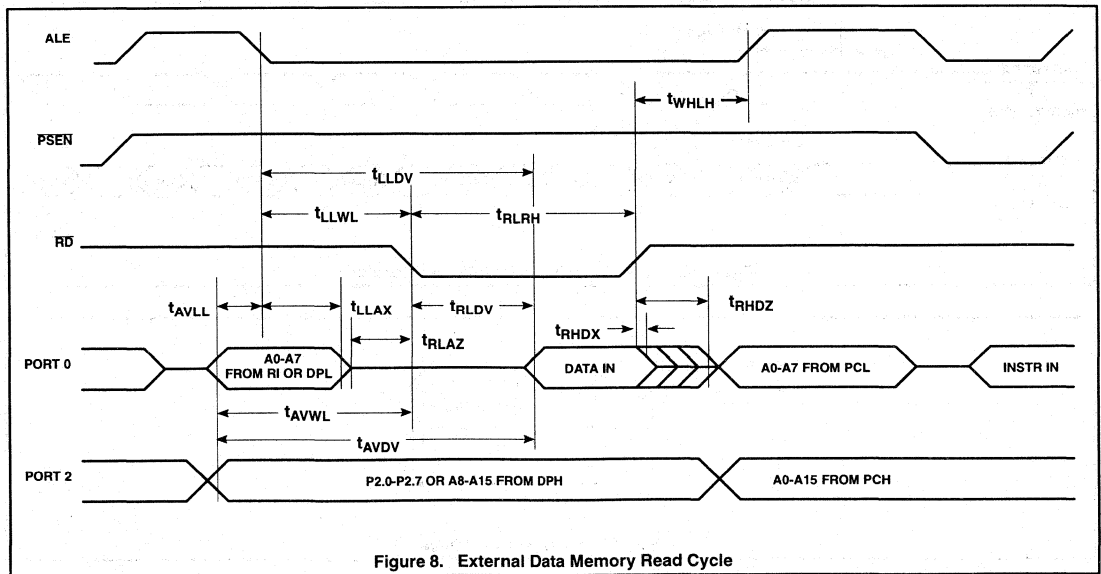 ALE
tWHLH
PSEN
tLLDV
tLLWL
tRLRH
RD
tAVLL
tLLAX
tRLDV
tRHDZ
tRLAZ
tRHDX
PORT 0
A0-A7
FROM RI OR DPL
DATA IN
A0-A7 FROM PCL
INSTR IN
tAVWL
tAVDV
PORT 2
P2.0-P2.7 OR A8-A15 FROM DPH
A0-A15 FROM PCH
Figure 8. External Data Memory Read Cycle